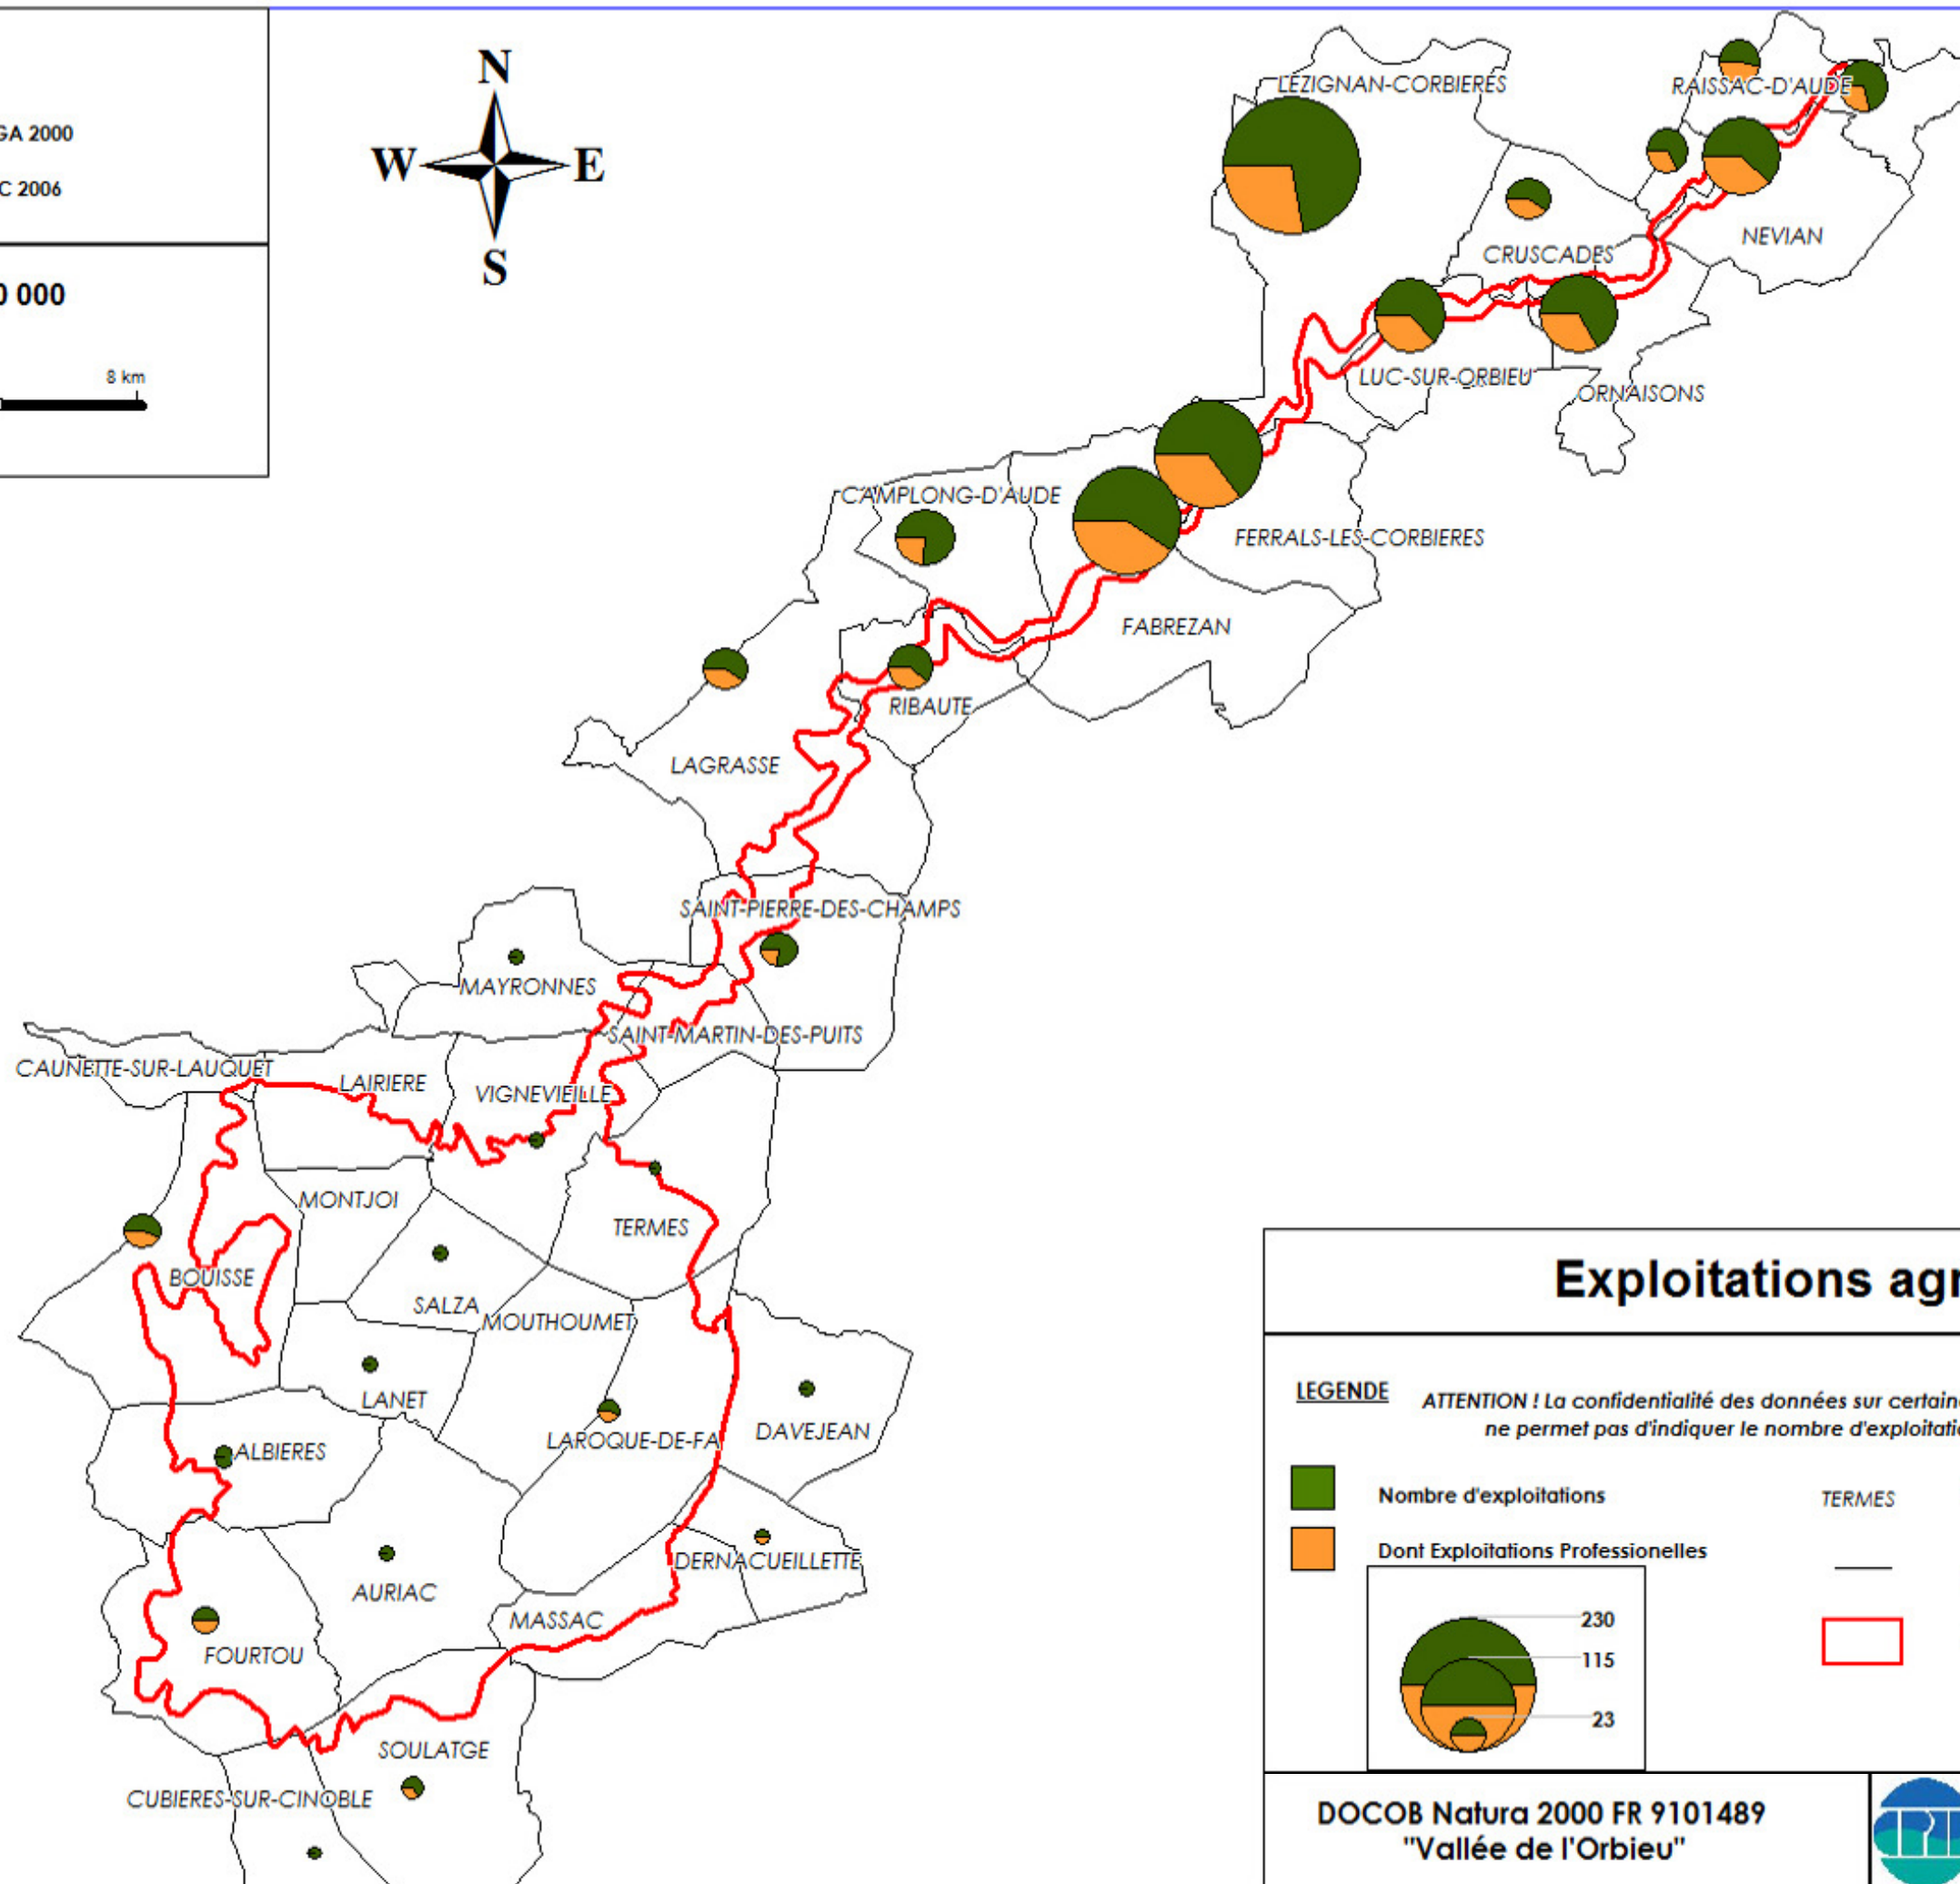 GA 2000
C 2006
0 000
8 km
N
W
E
S
LEZIGNAN-CORBIERES
RAISSAC-D'AUDE
NEVIAN
CRUSCADES
LUC-SUR-ORBIEU
ORNAISONS
CAMPLONG-D'AUDE
FERRALS-LES-CORBIERES
FABREZAN
RIBAUTE
LAGRASSE
SAINT-PIERRE-DES-CHAMPS
MAYRONNES
SAINT-MARTIN-DES-PUITS
CAUNETTE-SUR-LAUQUET
LAIRIERE
VIGNEVIEILLE
MONTJOI
TERMES
BOUISSE
SALZA
MOUTHOUMET
LANET
LAROQUE-DE-FA
DAVEJEAN
ALBIERES
DERNACUEILLETTE
AURIAC
MASSAC
FOURTOU
SOULATGE
CUBIERES-SUR-CINOBLE
Exploitations agr
LEGENDE
ATTENTION ! La confidentialité des données sur certain
ne permet pas d'indiquer le nombre d'exploitati
Nombre d'exploitations
TERMES
Dont Exploitations Professionelles
230
115
23
DOCOB Natura 2000 FR 9101489
"Vallée de l'Orbieu"